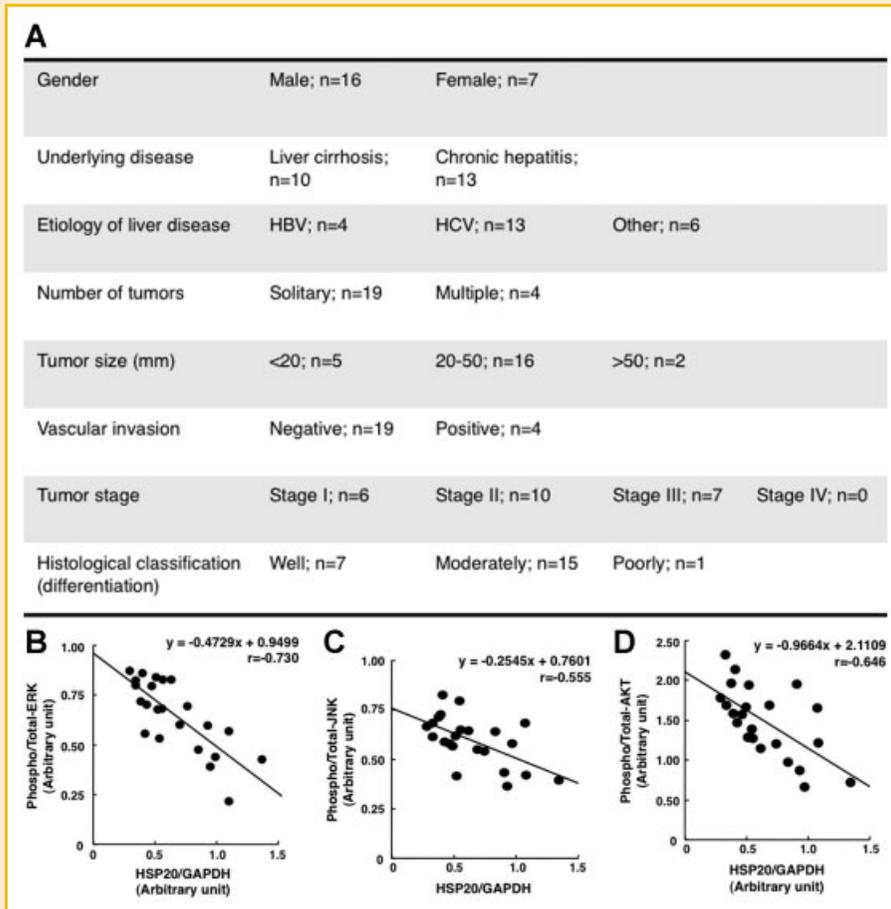 A
Gender Male; n=16 Female; n=7
Underlying disease Liver cirrhosis; Chronic hepatitis;
n=10 n=13
Etiology of liver disease HBV; n=4 HCV; n=13 Other; n=6
Number of tumors Solitary; n=19 Multiple; n=4
Tumor size (mm) <20; n=5 20-50; n=16 >50; n=2
Vascular invasion Negative; n=19 Positive; n=4
Tumor stage Stage I; n=6 Stage II; n=10 Stage III; n=7 Stage IV; n=0
Histological classification Well; n=7 Moderately; n=15 Poorly; n=1
(differentiation)
B
y = -0.4729x + 0.9499
r=-0.730
Phospho/Total-ERK
(Arbitrary unit)
1.00
0.75
0.50
0.25
0
0 0.5 1.0 1.5
HSP20/GAPDH
(Arbitrary unit)
C
y = -0.2545x + 0.7601
r=-0.555
Phospho/Total-JNK
(Arbitrary unit)
1.00
0.75
0.50
0.25
0
0 0.5 1.0 1.5
HSP20/GAPDH
D
y = -0.9664x + 2.1109
r=-0.646
Phospho/Total-AKT
(Arbitrary unit)
2.50
2.00
1.50
1.00
0.50
0
0 0.5 1.0 1.5
HSP20/GAPDH
(Arbitrary unit)